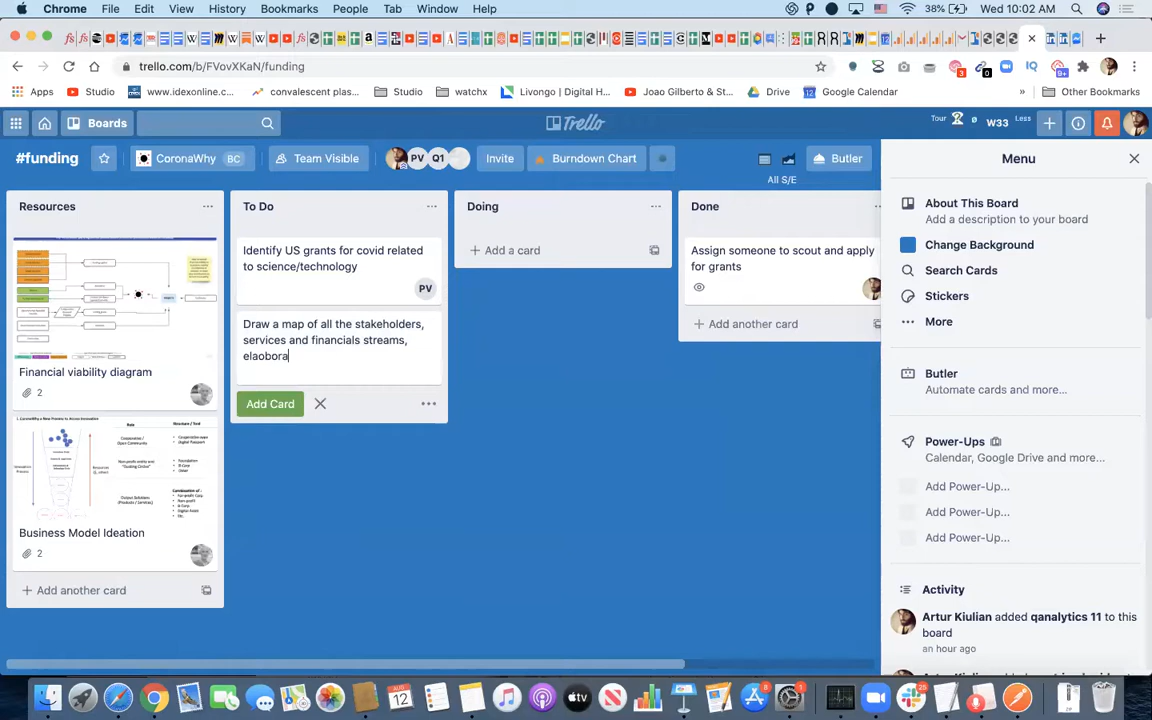 Chrome File Edit View History Bookmarks People Tab Window Help 38% Wed 10:02 AM
trello.com/b/FVovXKaN/funding
Apps Studio www.idexonline.c... convalescent plas... Studio watchx Livongo | Digital H... Joao Gilberto & St... Drive Google Calendar » Other Bookmarks
Boards Trello Tour W33 Less
#funding CoronaWhy BC Team Visible PV Q1 Invite Burndown Chart Butler
All S/E
Menu
Resources
Financial viability diagram
2
Business Model Ideation
2
+ Add another card
To Do
Identify US grants for covid related
to science/technology
PV
Draw a map of all the stakeholders,
services and financials streams,
elaobora
Add Card
Doing
+ Add a card
Done
Assign someone to scout and apply
for grants
+ Add another card
About This Board
Add a description to your board
Change Background
Search Cards
Stickers
More
Butler
Automate cards and more...
Power-Ups
Calendar, Google Drive and more...
Add Power-Up...
Add Power-Up...
Add Power-Up...
Activity
Artur Kiulian added qanalytics 11 to this
board
an hour ago